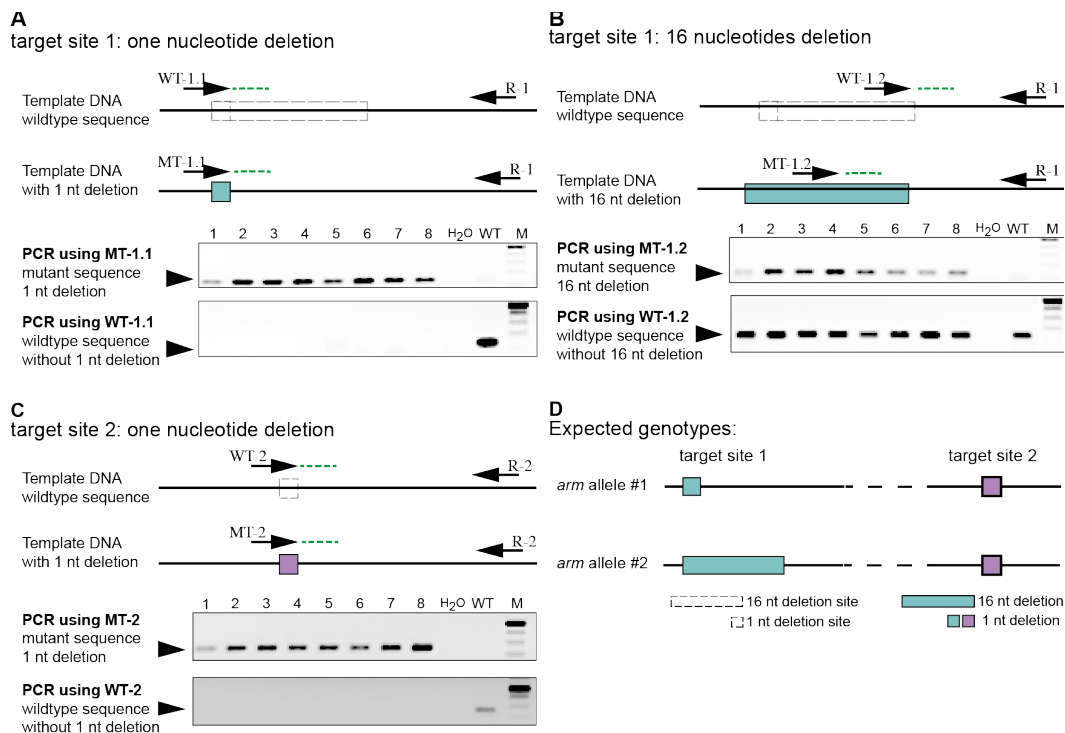 A
target site 1: one nucleotide deletion
WT-1.1
R-1
Template DNA
wildtype sequence
MT-1.1
R-1
Template DNA
with 1 nt deletion
1 2 3 4 5 6 7 8 H2O WT M
PCR using MT-1.1
mutant sequence
1 nt deletion
PCR using WT-1.1
wildtype sequence
without 1 nt deletion
B
target site 1: 16 nucleotides deletion
WT-1.2
R-1
Template DNA
wildtype sequence
MT-1.2
R-1
Template DNA
with 16 nt deletion
1 2 3 4 5 6 7 8 H2O WT M
PCR using MT-1.2
mutant sequence
16 nt deletion
PCR using WT-1.2
wildtype sequence
without 16 nt deletion
C
target site 2: one nucleotide deletion
WT-2
R-2
Template DNA
wildtype sequence
MT-2
R-2
Template DNA
with 1 nt deletion
1 2 3 4 5 6 7 8 H2O WT M
PCR using MT-2
mutant sequence
1 nt deletion
PCR using WT-2
wildtype sequence
without 1 nt deletion
D
Expected genotypes:
target site 1 target site 2
arm allele #1
arm allele #2
16 nt deletion site 16 nt deletion
1 nt deletion site 1 nt deletion